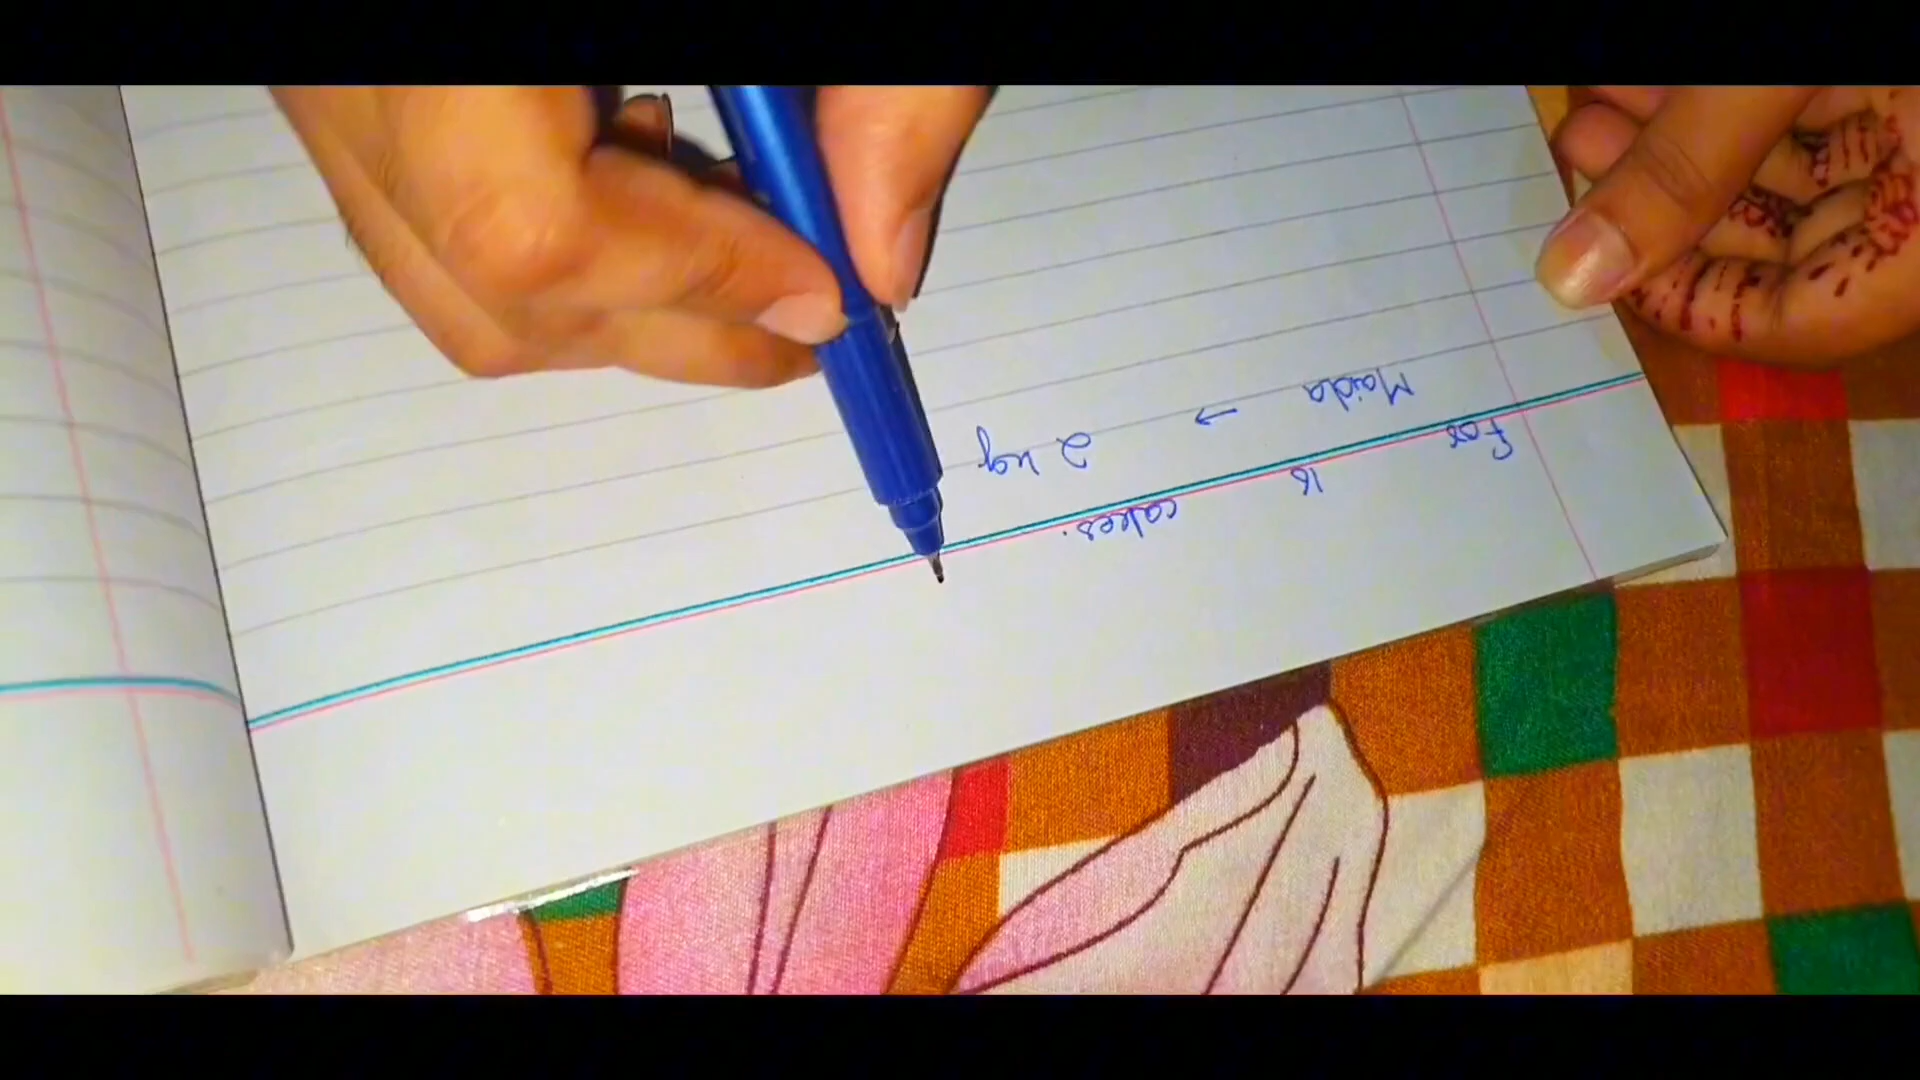 For 16 cakes.
Maida → 2 kg